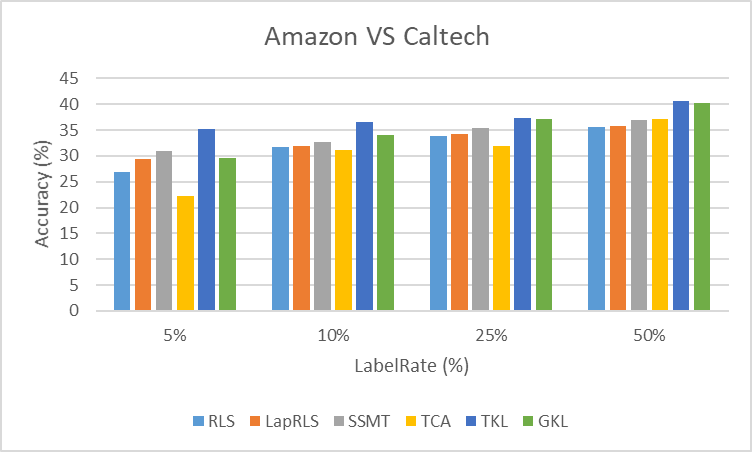 Amazon VS Caltech
45
40
35
30
25
20
15
10
5
0
Accuracy (%)
5% 10% 25% 50%
LabelRate (%)
RLS LapRLS SSMT TCA TKL GKL